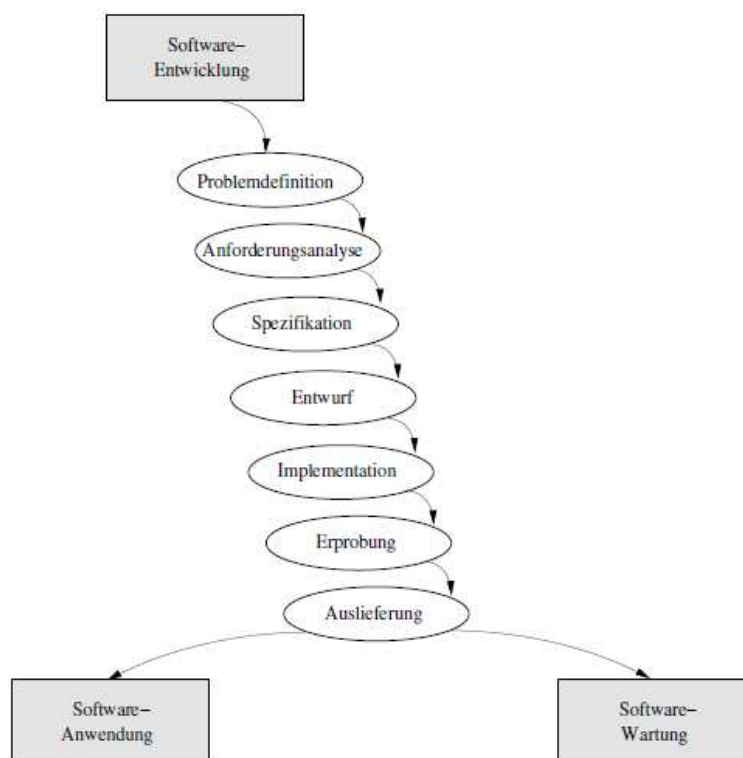 Software–
Entwicklung
Problemdefinition
Anforderungsanalyse
Spezifikation
Entwurf
Implementation
Erprobung
Auslieferung
Software–
Anwendung
Software–
Wartung